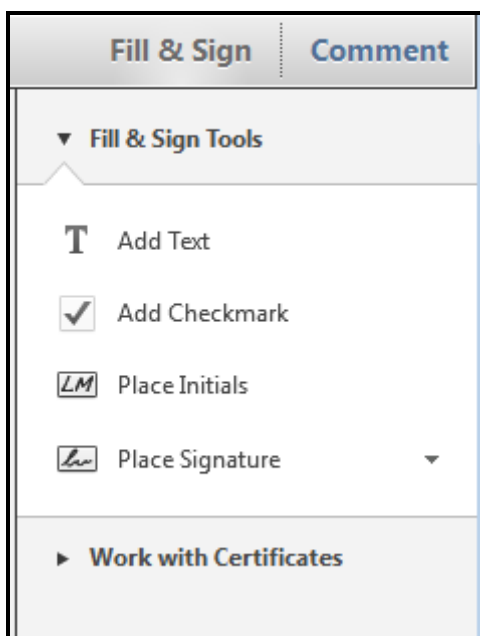 Fill & Sign Comment
Fill & Sign Tools
T Add Text
Add Checkmark
LM Place Initials
Place Signature
Work with Certificates